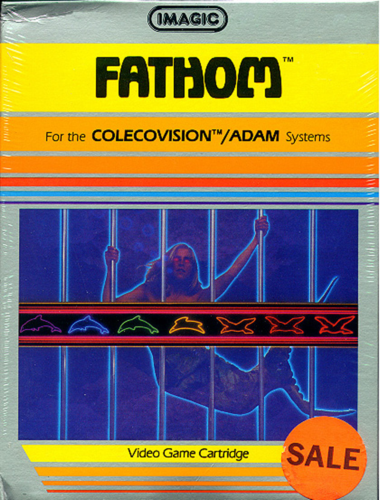 IMAGIC
FATHOM™
For the COLECOVISION™/ADAM Systems
Video Game Cartridge
SALE